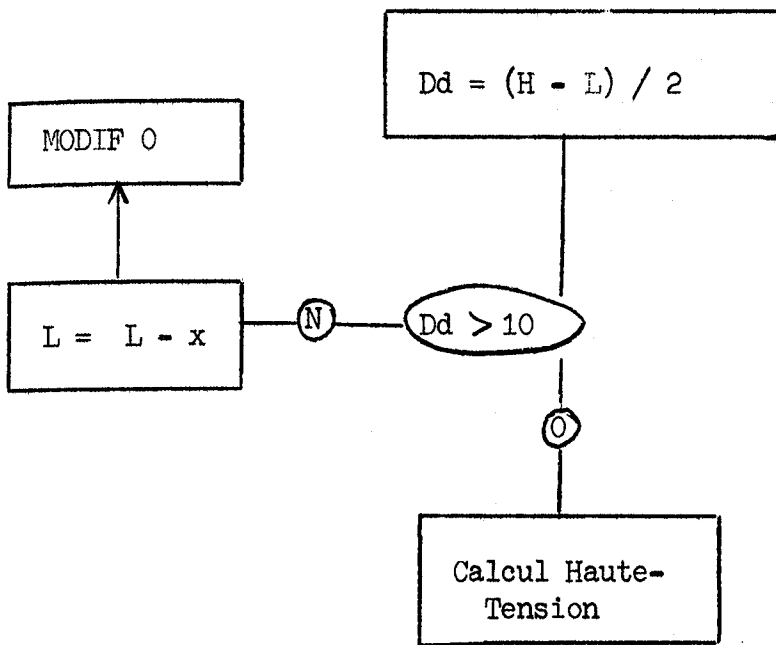 Dd = (H - L) / 2
MODIF O
L = L - x
N
Dd > 10
O
Calcul Haute-
Tension